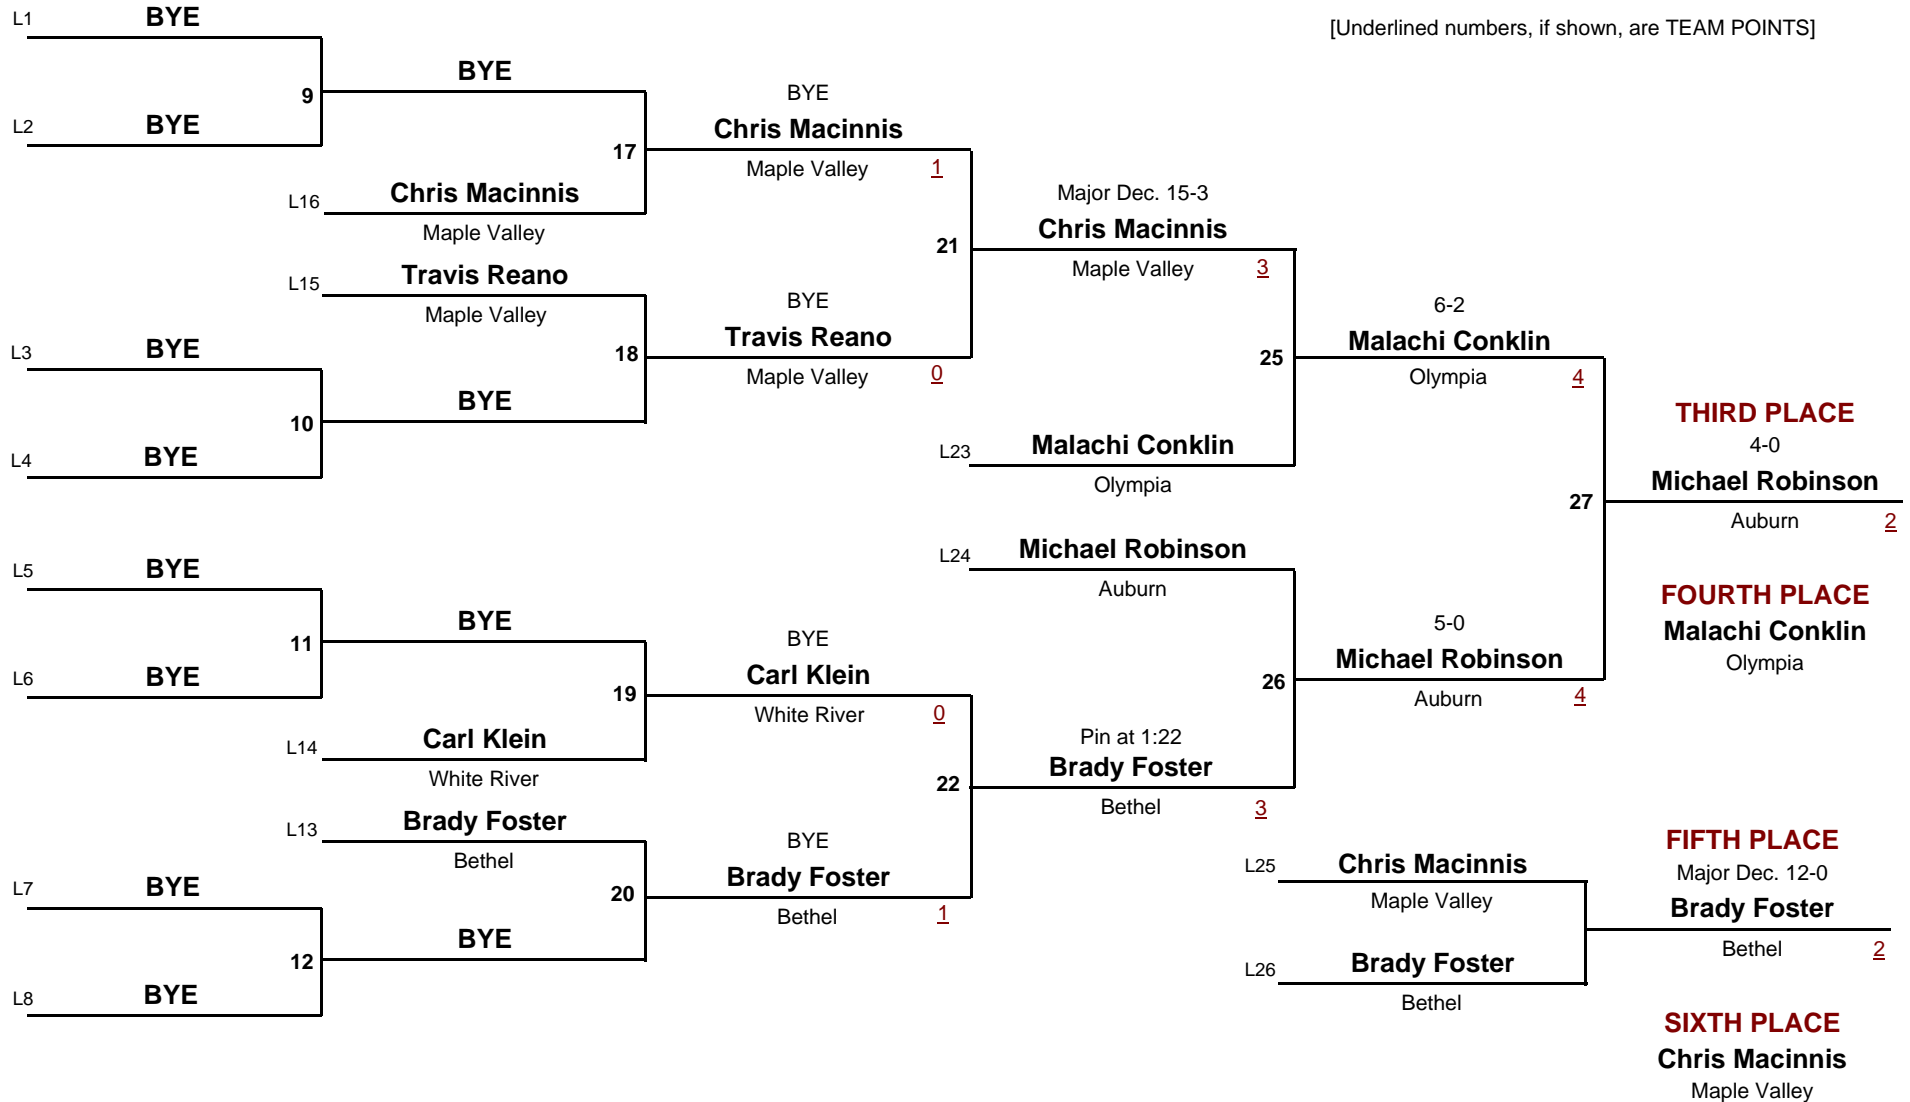 [Underlined numbers, if shown, are TEAM POINTS]
L1 BYE
9
L2 BYE
BYE
17
L16 Chris Macinnis
Maple Valley
BYE
Chris Macinnis
Maple Valley 1
L15 Travis Reano
Maple Valley
18
L3 BYE
10
L4 BYE
BYE
BYE
Travis Reano
Maple Valley 0
21
Major Dec. 15-3
Chris Macinnis
Maple Valley 3
25
L23 Malachi Conklin
Olympia
6-2
Malachi Conklin
Olympia 4
27
L5 BYE
11
L6 BYE
BYE
19
L14 Carl Klein
White River
BYE
Carl Klein
White River 0
22
L13 Brady Foster
Bethel
20
L7 BYE
12
L8 BYE
BYE
BYE
Brady Foster
Bethel 1
L24 Michael Robinson
Auburn
26
Pin at 1:22
Brady Foster
Bethel 3
5-0
Michael Robinson
Auburn 4
THIRD PLACE
4-0
Michael Robinson
Auburn 2
FOURTH PLACE
Malachi Conklin
Olympia
L25 Chris Macinnis
Maple Valley
L26 Brady Foster
Bethel
FIFTH PLACE
Major Dec. 12-0
Brady Foster
Bethel 2
SIXTH PLACE
Chris Macinnis
Maple Valley